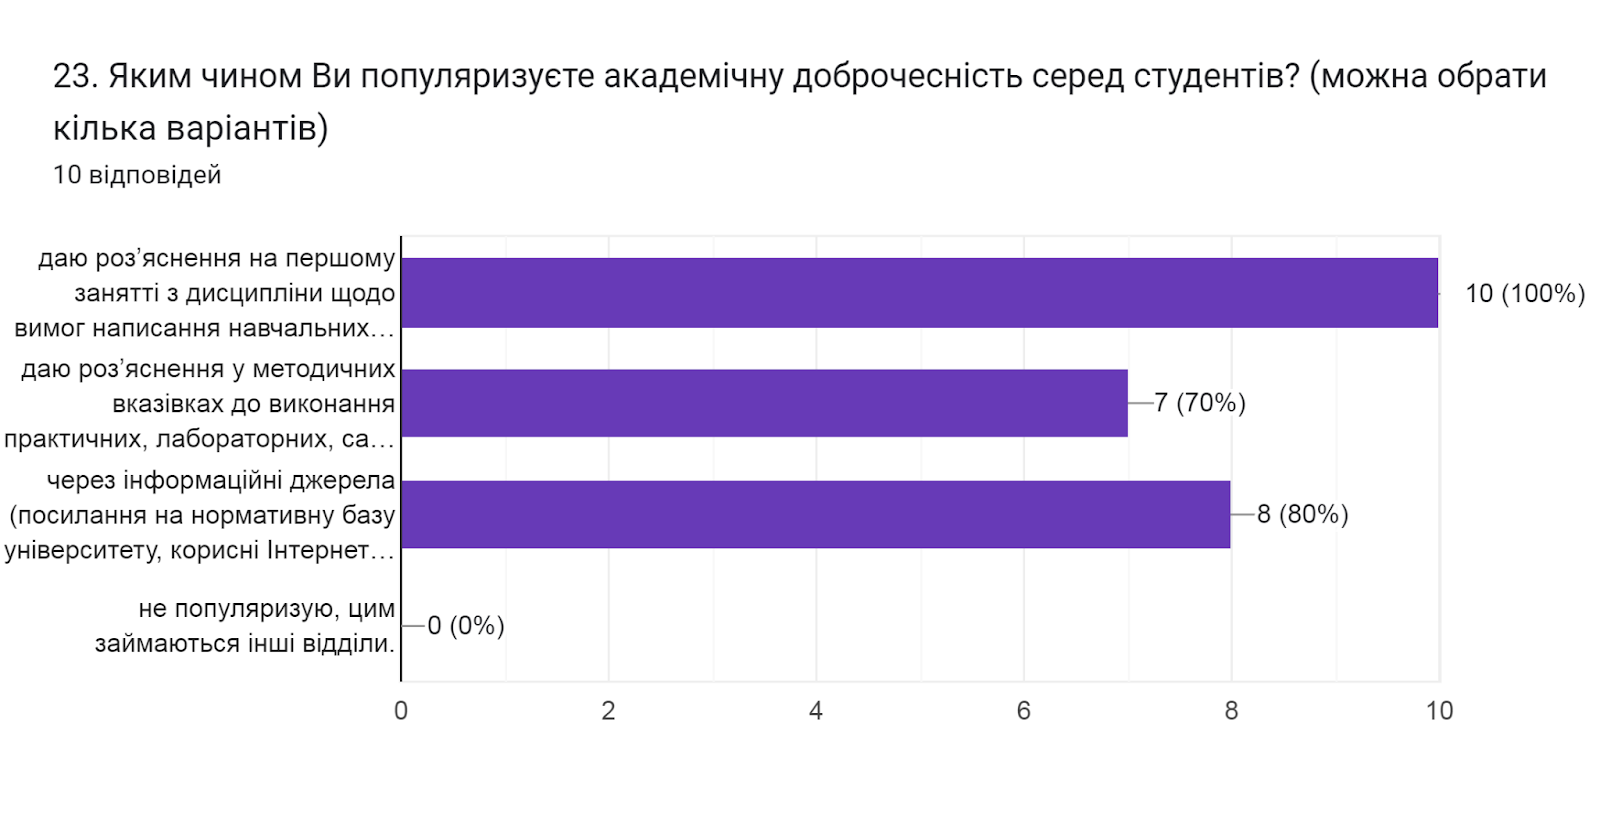 23. Яким чином Ви популяризуєте академічну доброчесність серед студентів? (можна обрати
кілька варіантів)
10 відповідей
даю роз’яснення на першому
занятті з дисципліни щодо
вимог написання навчальних…
10 (100%)
даю роз’яснення у методичних
вказівках до виконання
практичних, лабораторних, са…
7 (70%)
через інформаційні джерела
(посилання на нормативну базу
університету, корисні Інтернет…
8 (80%)
не популяризую, цим
займаються інші відділи.
0 (0%)
0 2 4 6 8 10